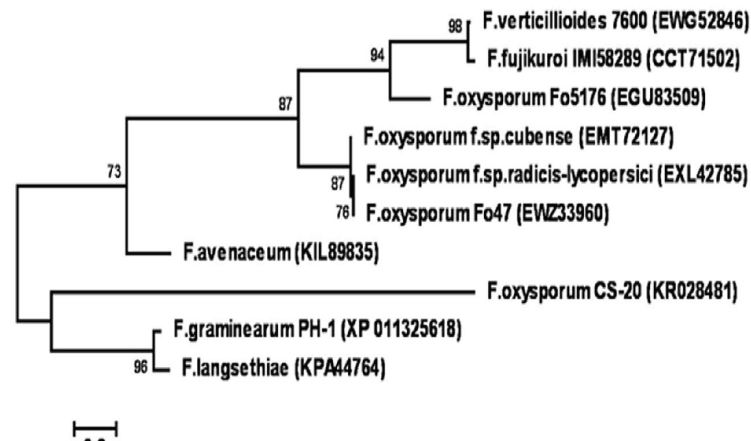 98
F.verticillioides 7600 (EWG52846)
F.fujikuroi IMI58289 (CCT71502)
94
F.oxysporum Fo5176 (EGU83509)
87
F.oxysporum f.sp.cubense (EMT72127)
73
F.oxysporum f.sp.radicis-lycopersici (EXL42785)
87
76
F.oxysporum Fo47 (EWZ33960)
F.avenaceum (KIL89835)
F.oxysporum CS-20 (KR028481)
F.graminearum PH-1 (XP 011325618)
96
F.langsethiae (KPA44764)